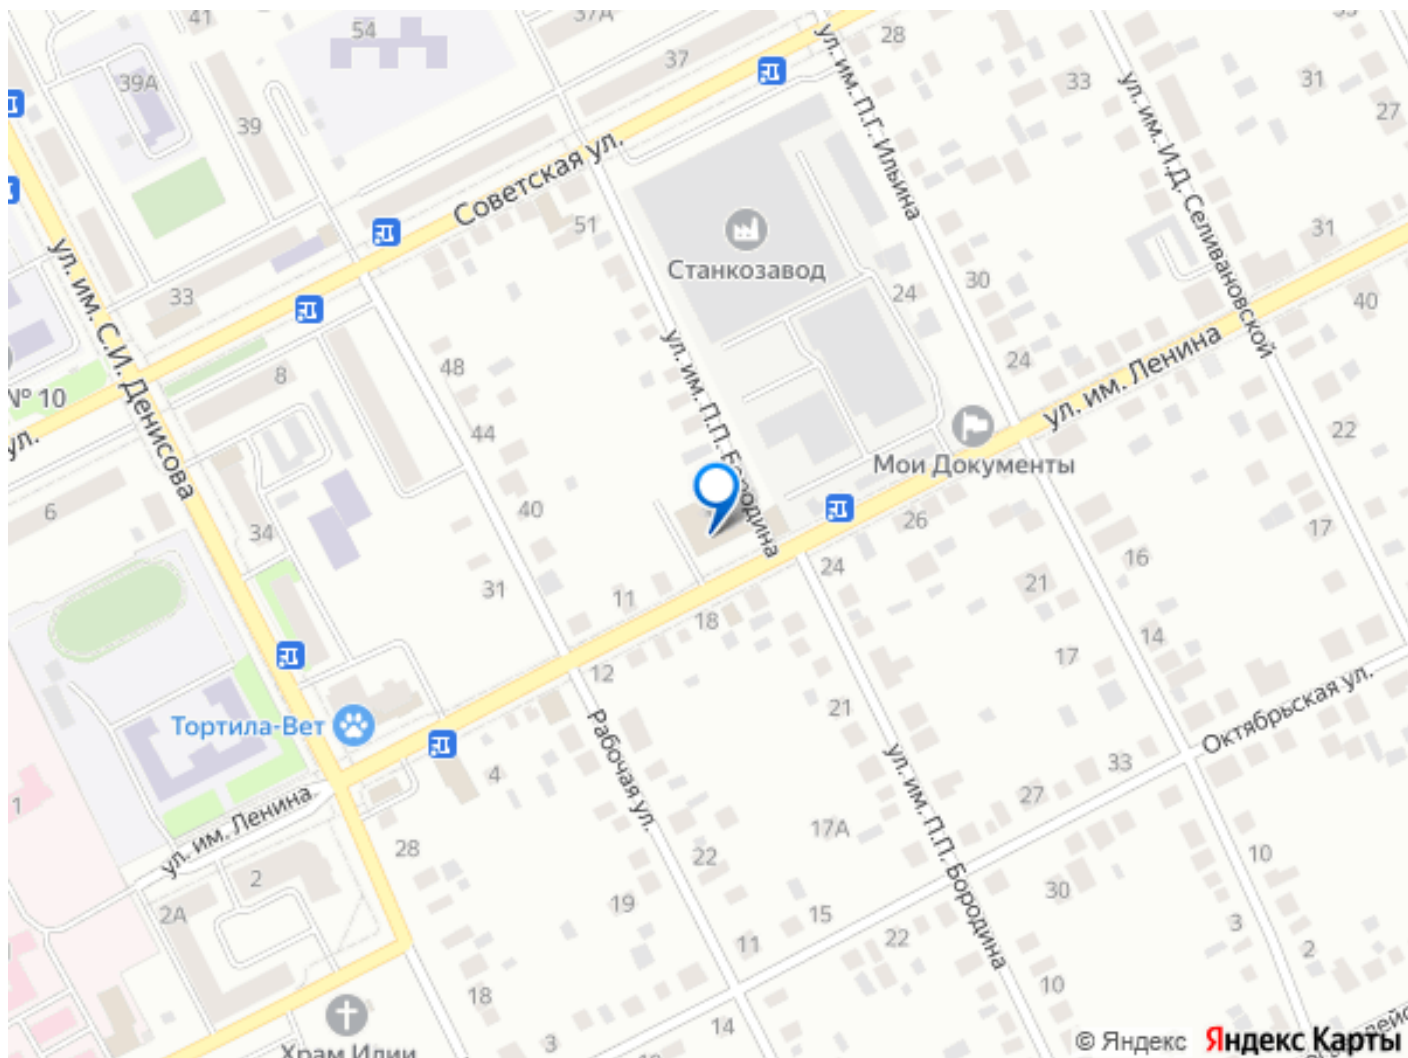 41
54
37А
28
39А
37
33
31
27
39
ул. им. П.Г. Ильина
ул. им. И.Д. Селивановской
Советская ул.
51
31
Станкозавод
ул. им. С.И. Денисова
33
24
30
40
48
8
24
ул. им. Ленина
№ 10
ул. им. П.П. Бородина
44
22
ул.
Мои Документы
6
34
40
26
17
16
31
11
24
21
18
14
17
12
Тортила-Вет
21
Октябрьская ул.
Рабочая ул.
4
33
1
ул. им. Ленина
27
ул. им. П.П. Бородина
28
17А
22
10
2
30
2А
19
15
3
22
11
2
18
10
14
3
Храм Илии
© Яндекс Яндекс Карты